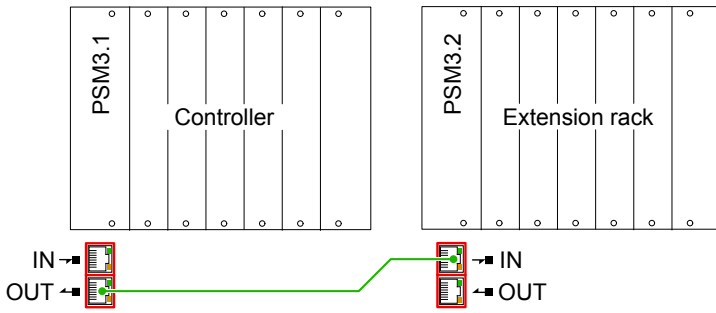 PSM3.1
Controller
PSM3.2
Extension rack
IN
OUT
IN
OUT